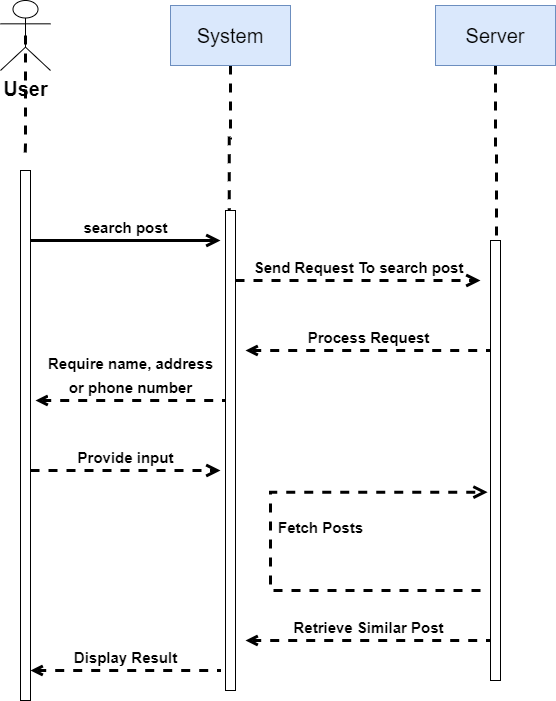 System
Server
User
search post
Send Request To search post
Process Request
Require name, address
or phone number
Provide input
Fetch Posts
Retrieve Similar Post
Display Result